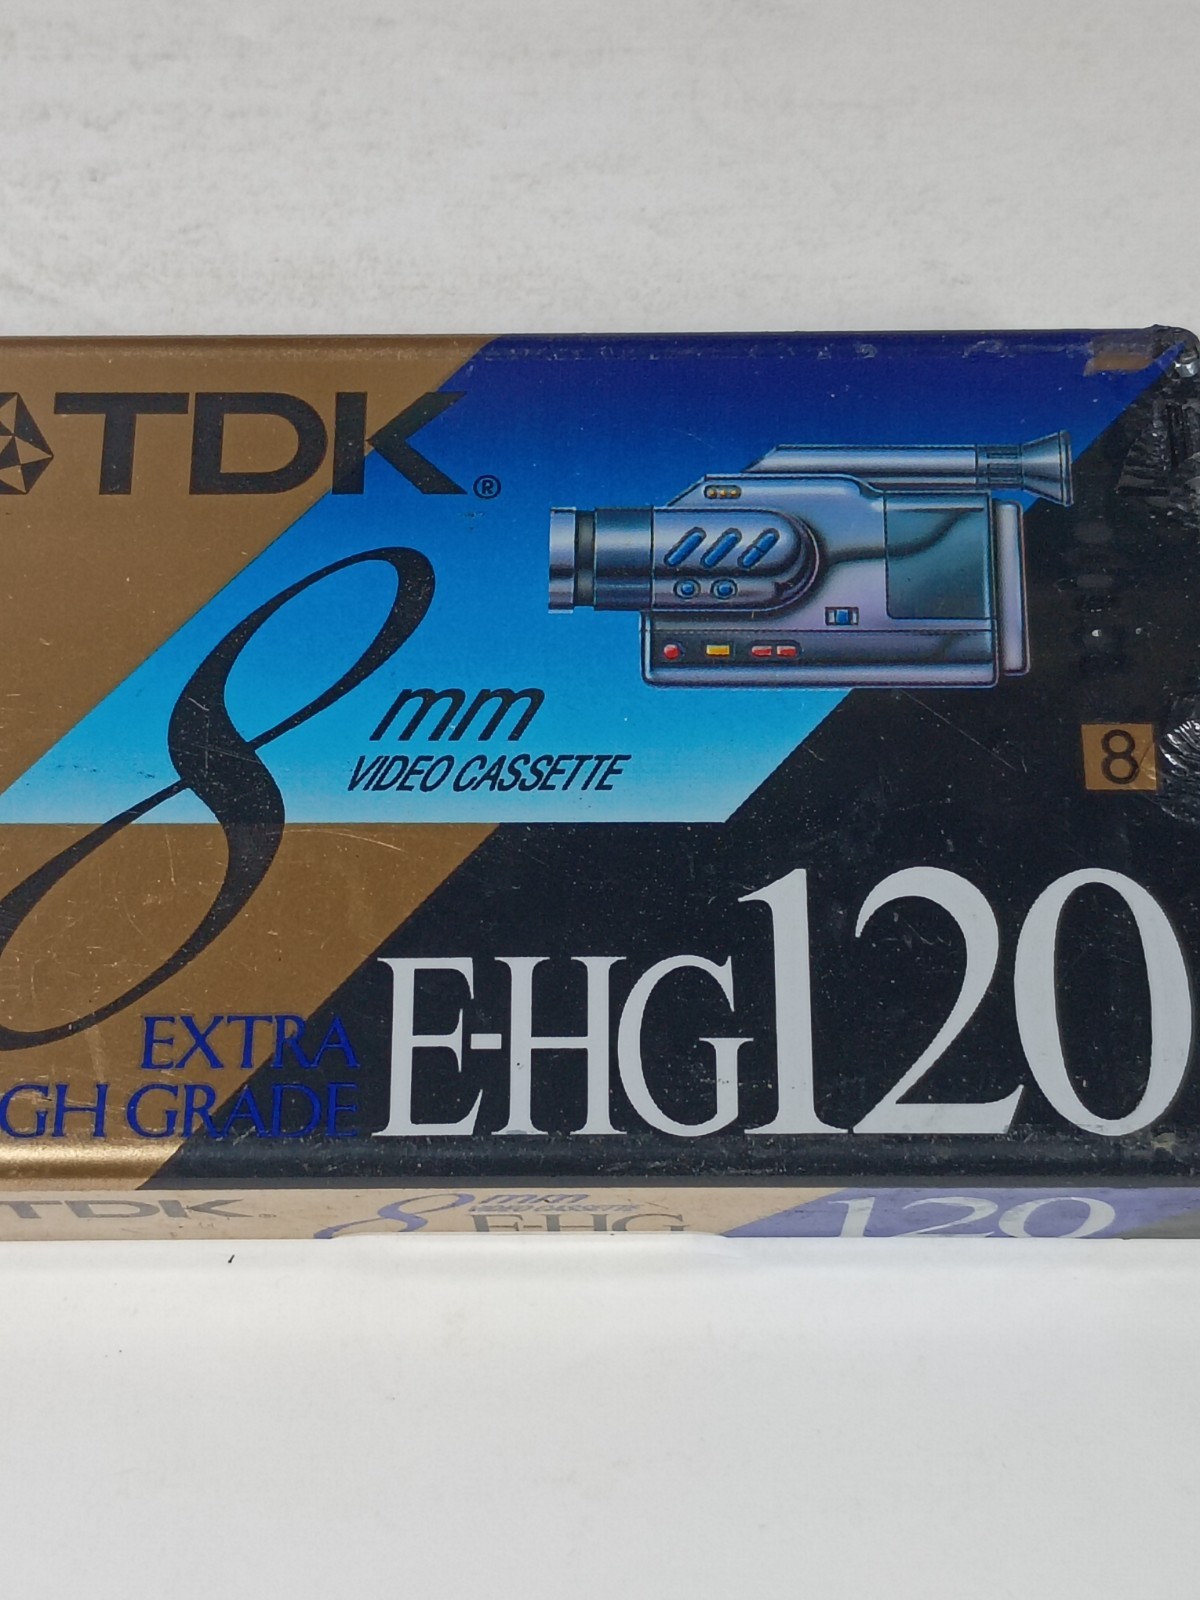 TDK®
8 mm
VIDEO CASSETTE
8
EXTRA
GH GRADE
E-HG120
TDK
8 mm
VIDEO CASSETTE
E-HG
120